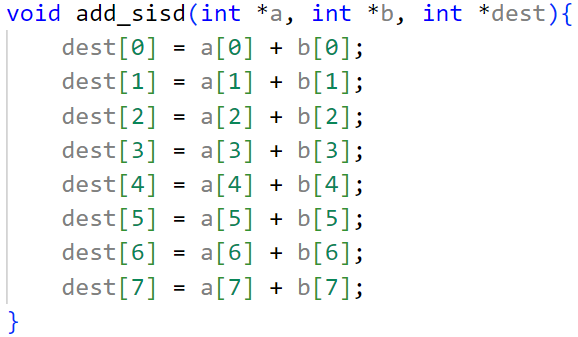 void add_sisd(int *a, int *b, int *dest){
    dest[0] = a[0] + b[0];
    dest[1] = a[1] + b[1];
    dest[2] = a[2] + b[2];
    dest[3] = a[3] + b[3];
    dest[4] = a[4] + b[4];
    dest[5] = a[5] + b[5];
    dest[6] = a[6] + b[6];
    dest[7] = a[7] + b[7];
}